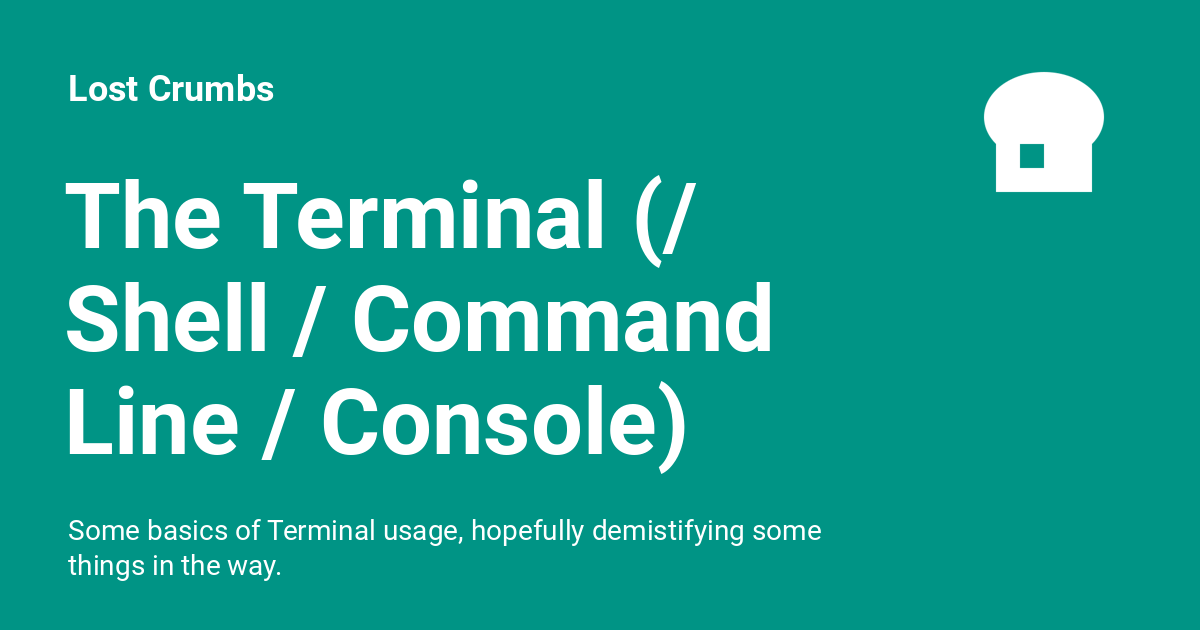 Lost Crumbs
The Terminal (/
Shell / Command
Line / Console)
Some basics of Terminal usage, hopefully demistifying some
things in the way.